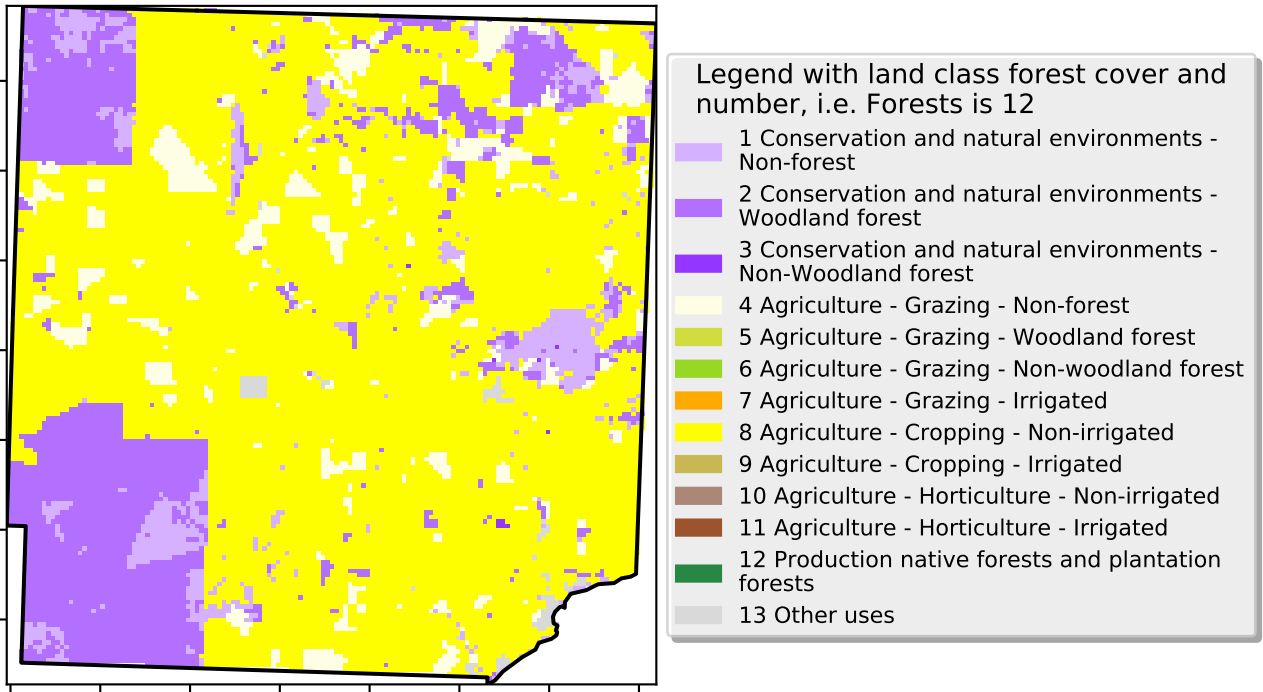 Legend with land class forest cover and
number, i.e. Forests is 12
1 Conservation and natural environments -
Non-forest
2 Conservation and natural environments -
Woodland forest
3 Conservation and natural environments -
Non-Woodland forest
4 Agriculture - Grazing - Non-forest
5 Agriculture - Grazing - Woodland forest
6 Agriculture - Grazing - Non-woodland forest
7 Agriculture - Grazing - Irrigated
8 Agriculture - Cropping - Non-irrigated
9 Agriculture - Cropping - Irrigated
10 Agriculture - Horticulture - Non-irrigated
11 Agriculture - Horticulture - Irrigated
12 Production native forests and plantation
forests
13 Other uses